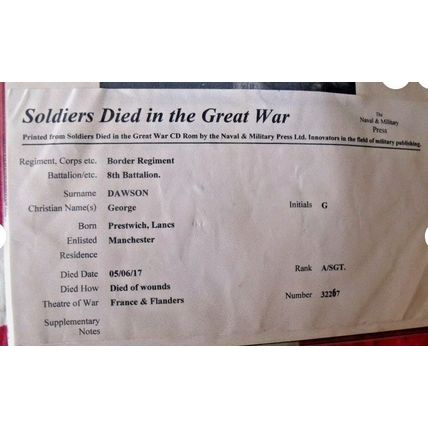 Soldiers Died in the Great War
The
Naval & Military
Press
Printed from Soldiers Died in the Great War CD Rom by the Naval & Military Press Ltd. Innovators in the field of military publishing.
Regiment, Corps etc. Border Regiment
Battalion/etc. 8th Battalion.
Surname DAWSON
Christian Name(s) George Initials G
Born Prestwich, Lancs
Enlisted Manchester
Residence
Died Date 05/06/17 Rank A/SGT.
Died How Died of wounds
Theatre of War France & Flanders Number 32267
Supplementary
Notes